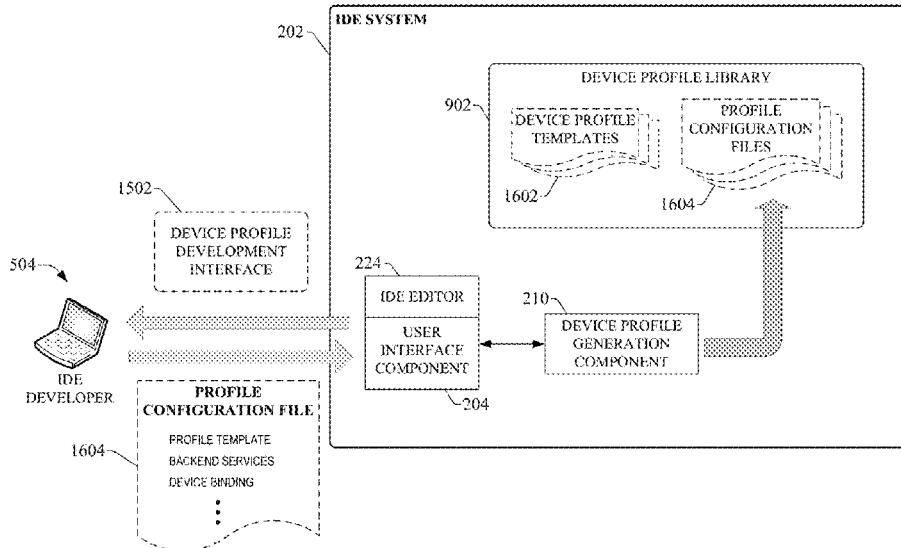 IDE SYSTEM
202
DEVICE PROFILE LIBRARY
902
DEVICE PROFILE
TEMPLATES
PROFILE
CONFIGURATION
FILES
1602
1604
1502
DEVICE PROFILE
DEVELOPMENT
INTERFACE
504
224
IDE EDITOR
USER
INTERFACE
COMPONENT
204
210
DEVICE PROFILE
GENERATION
COMPONENT
IDE
DEVELOPER
PROFILE
CONFIGURATION FILE
1604
PROFILE TEMPLATE
BACKEND SERVICES
DEVICE BINDING